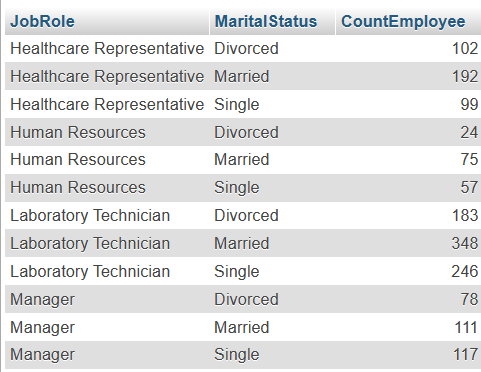 JobRole MaritalStatus CountEmployee
Healthcare Representative Divorced 102
Healthcare Representative Married 192
Healthcare Representative Single 99
Human Resources Divorced 24
Human Resources Married 75
Human Resources Single 57
Laboratory Technician Divorced 183
Laboratory Technician Married 348
Laboratory Technician Single 246
Manager Divorced 78
Manager Married 111
Manager Single 117